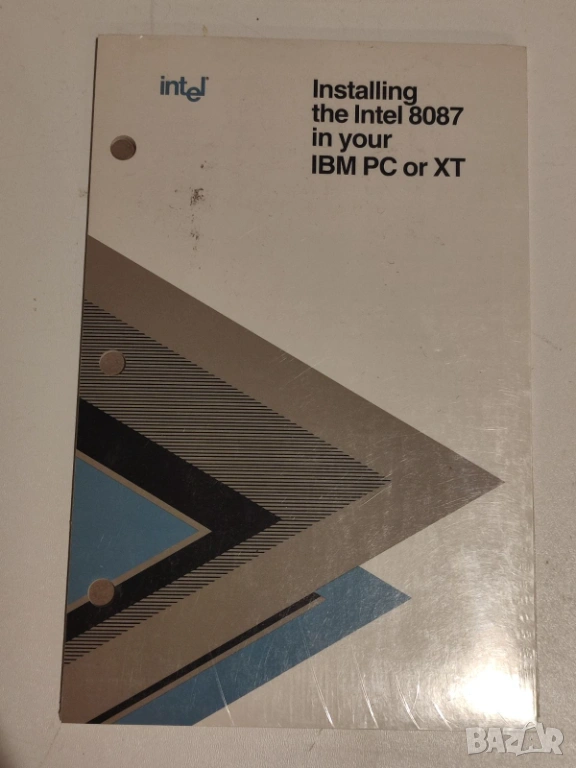 intel
Installing
the Intel 8087
in your
IBM PC or XT
BAZAR